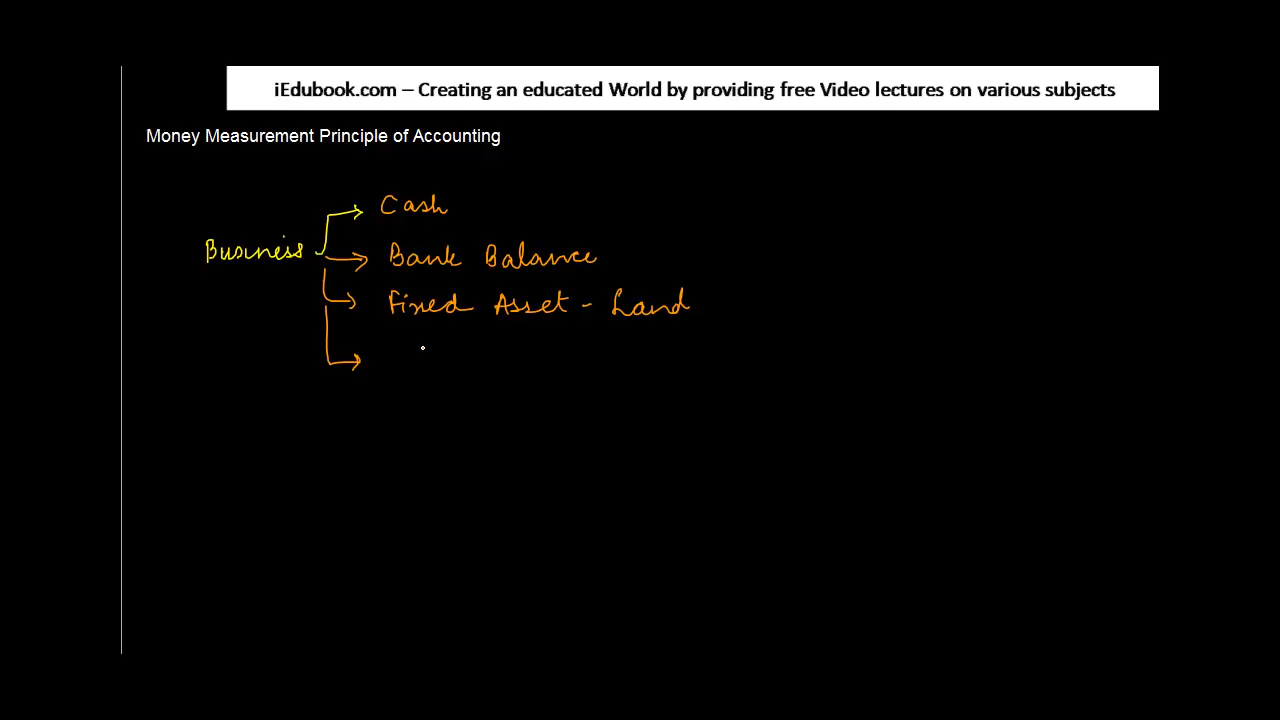 iEdubook.com – Creating an educated World by providing free Video lectures on various subjects
Money Measurement Principle of Accounting
Cash
Business
Bank Balance
Fixed Asset - Land